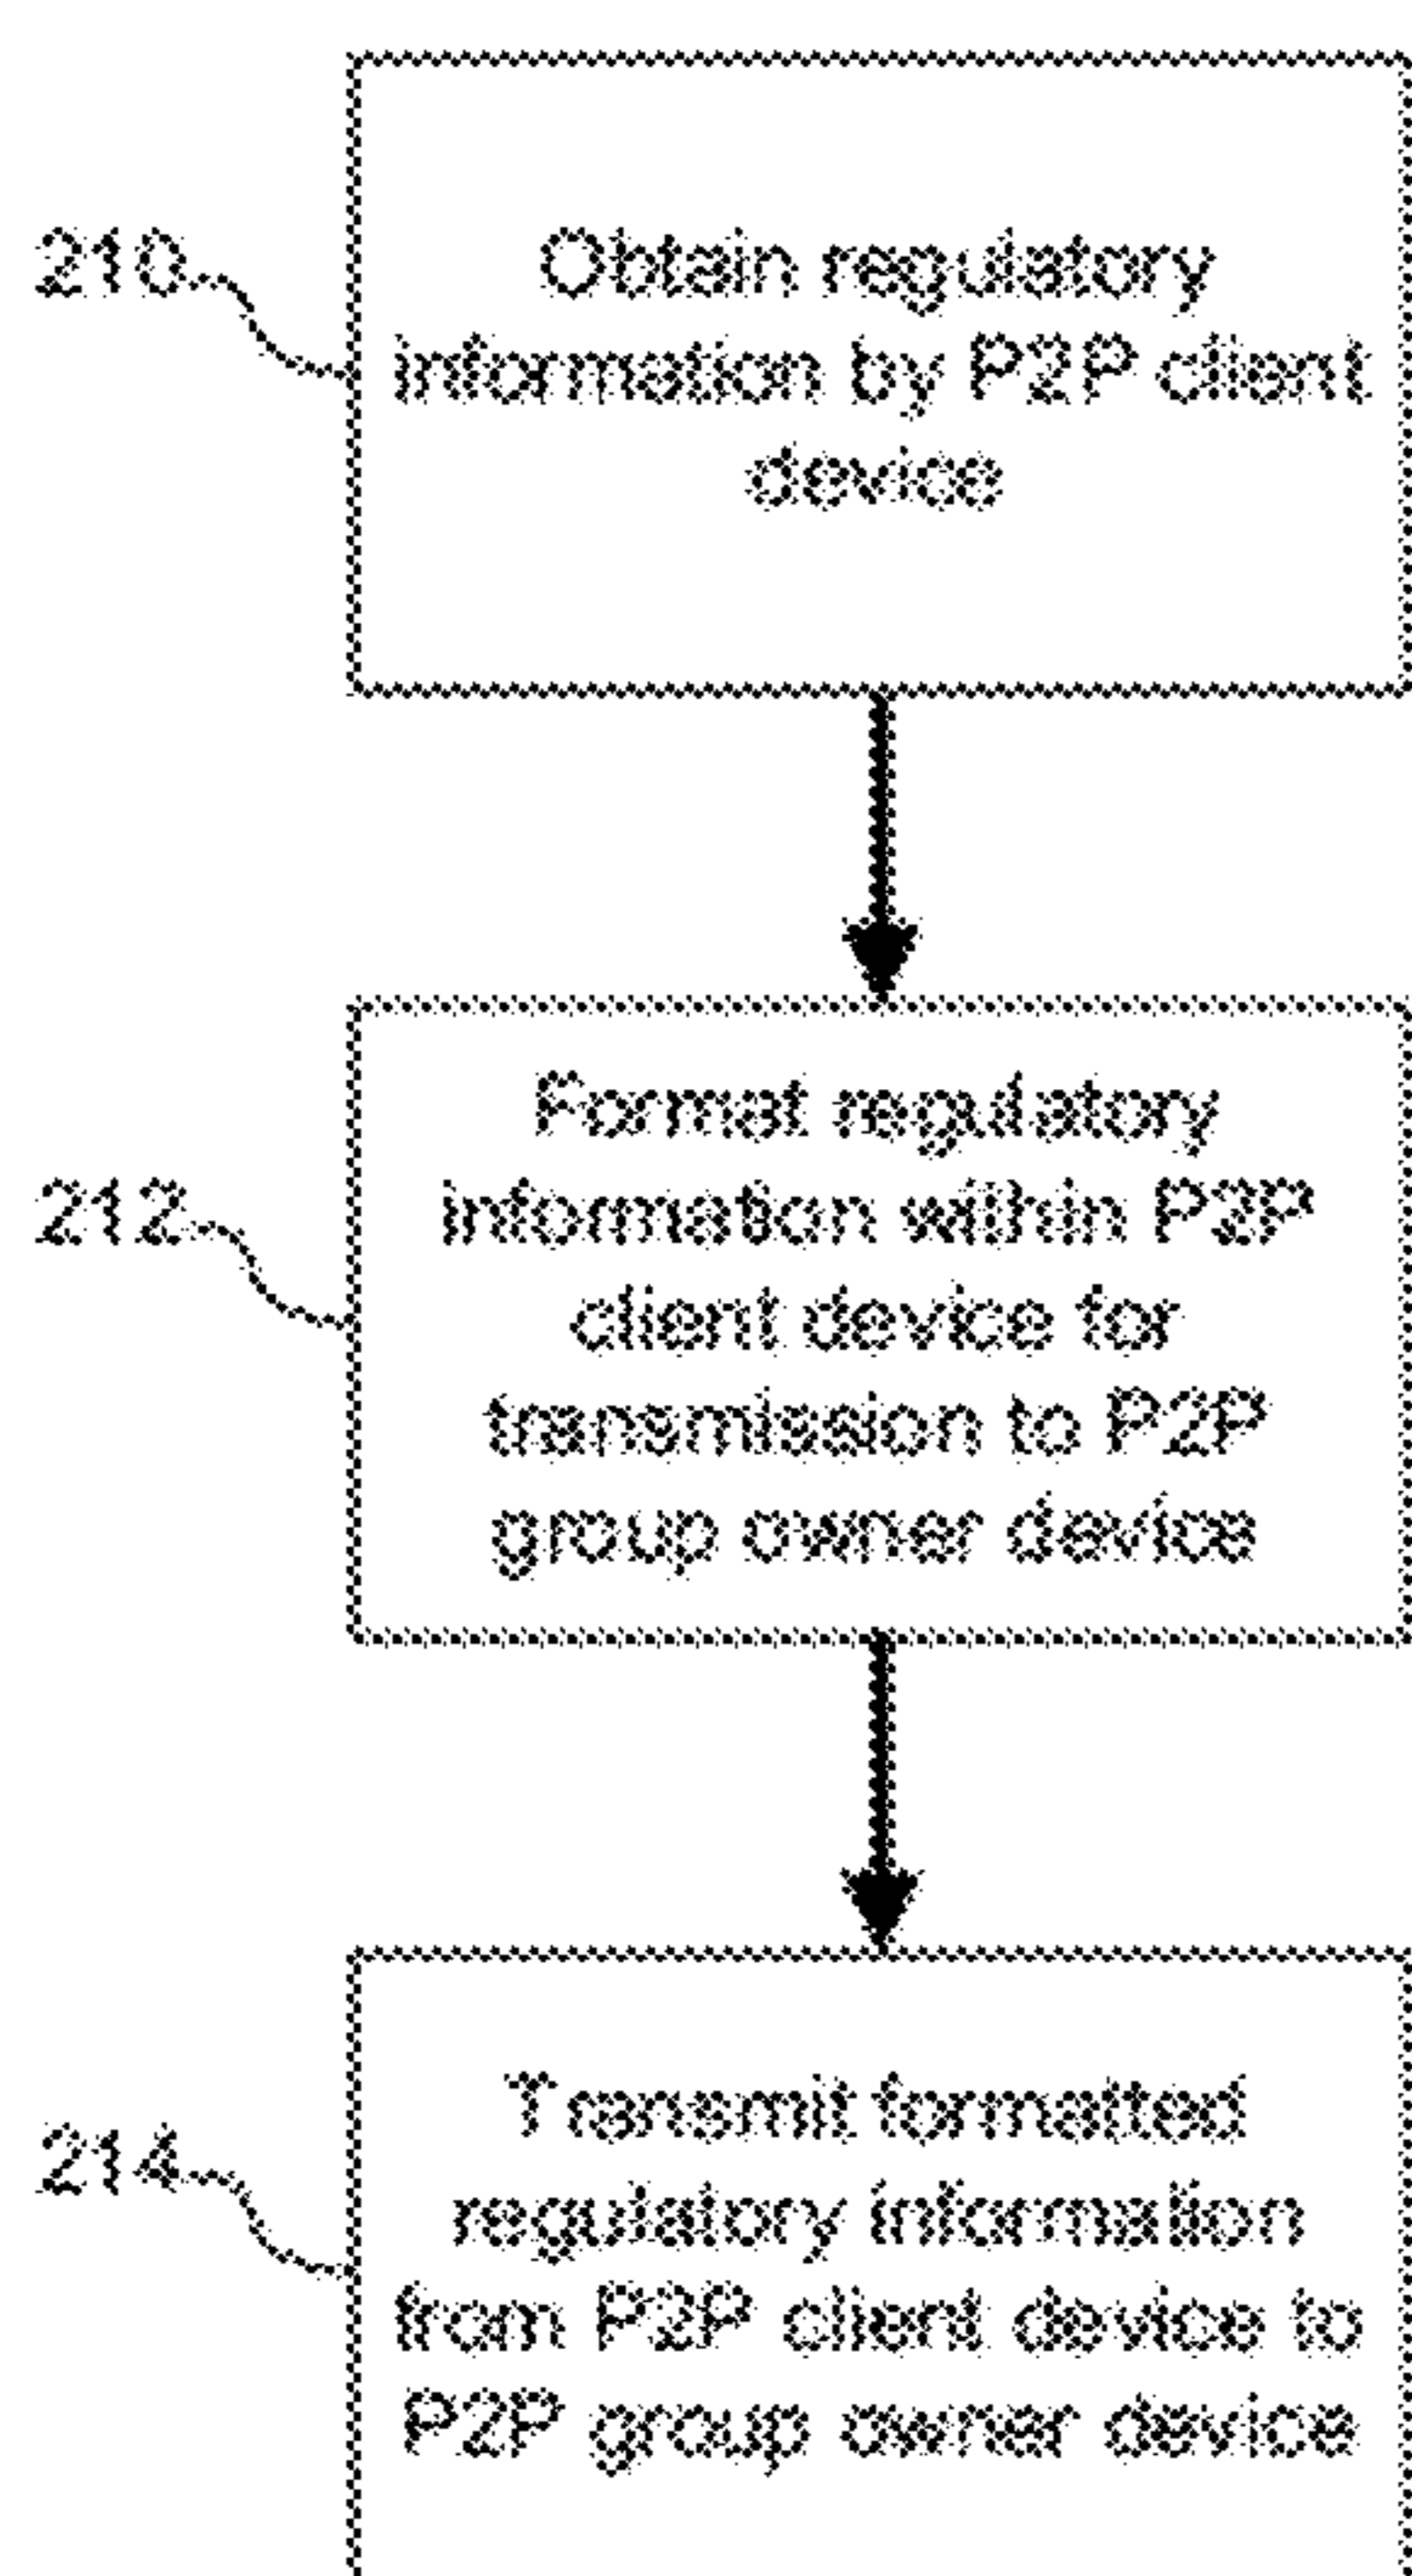 210
Obtain regulatory
information by P2P client
device
212
Format regulatory
information within P2P
client device for
transmission to P2P
group owner device
214
Transmit formatted
regulatory information
from P2P client device to
P2P group owner device